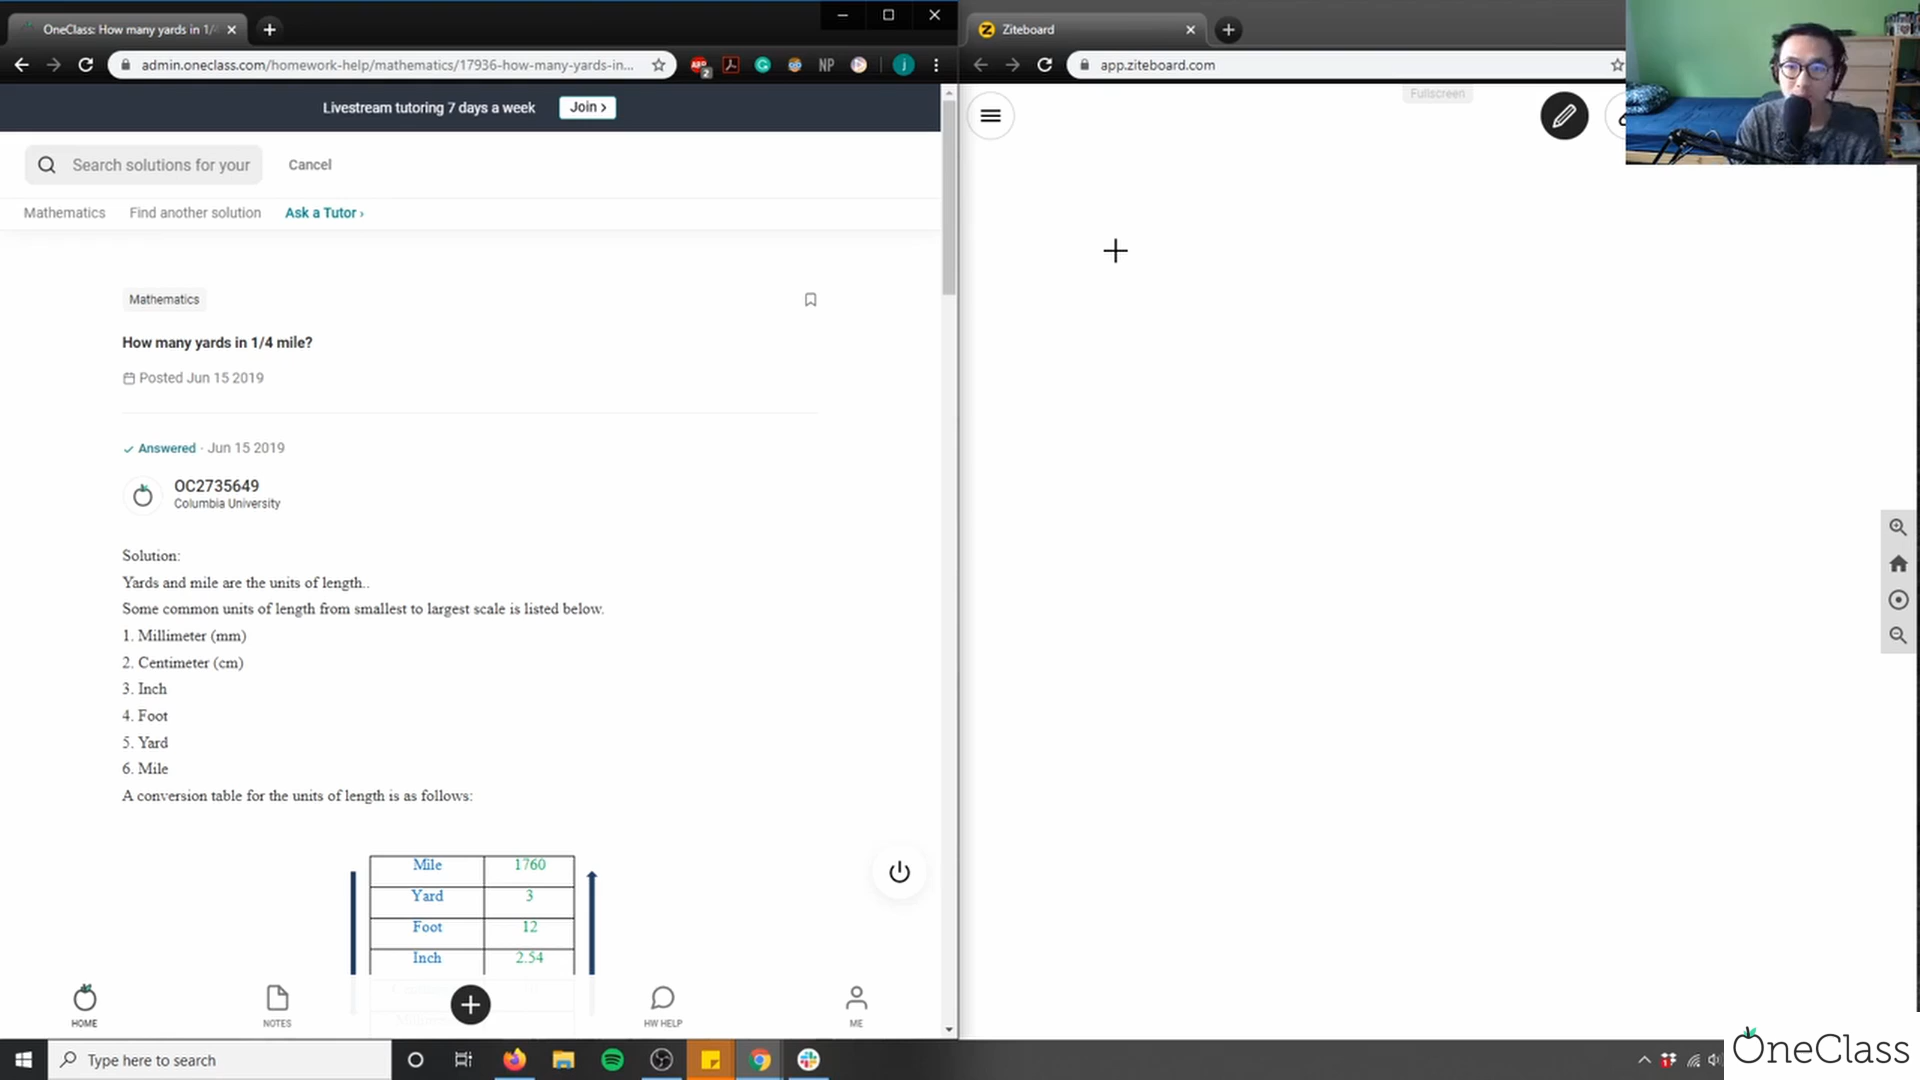 OneClass: How many yards in 1/4
admin.oneclass.com/homework-help/mathematics/17936-how-many-yards-in...
NP
j
Livestream tutoring 7 days a week
Join >
Search solutions for your
Cancel
Mathematics
Find another solution
Ask a Tutor ›
Mathematics
How many yards in 1/4 mile?
Posted Jun 15 2019
Answered · Jun 15 2019
OC2735649
Columbia University
Solution:
Yards and mile are the units of length..
Some common units of length from smallest to largest scale is listed below.
1. Millimeter (mm)
2. Centimeter (cm)
3. Inch
4. Foot
5. Yard
6. Mile
A conversion table for the units of length is as follows:
Mile 1760
Yard 3
Foot 12
Inch 2.54
HOME
NOTES
HW HELP
ME
Type here to search
Ziteboard
app.ziteboard.com
Fullscreen
OneClass